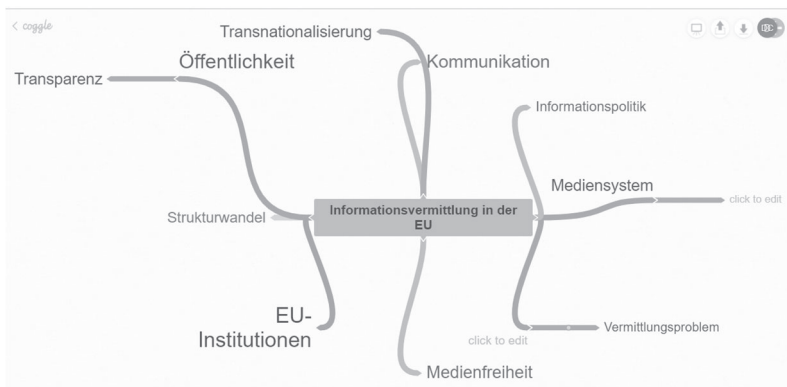 < coggle
Transnationalisierung
Öffentlichkeit
Kommunikation
Transparenz
Informationspolitik
Mediensystem
click to edit
Informationsvermittlung in der
EU
Strukturwandel
EU-
Institutionen
Vermittlungsproblem
click to edit
Medienfreiheit